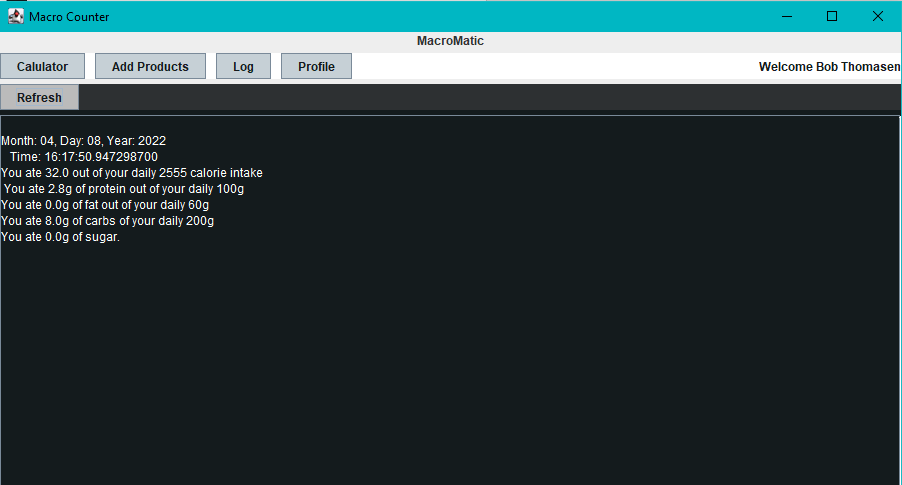 Macro Counter
MacroMatic
Calulator Add Products Log Profile Welcome Bob Thomasen
Refresh
Month: 04, Day: 08, Year: 2022
Time: 16:17:50.947298700
You ate 32.0 out of your daily 2555 calorie intake
You ate 2.8g of protein out of your daily 100g
You ate 0.0g of fat out of your daily 60g
You ate 8.0g of carbs of your daily 200g
You ate 0.0g of sugar.